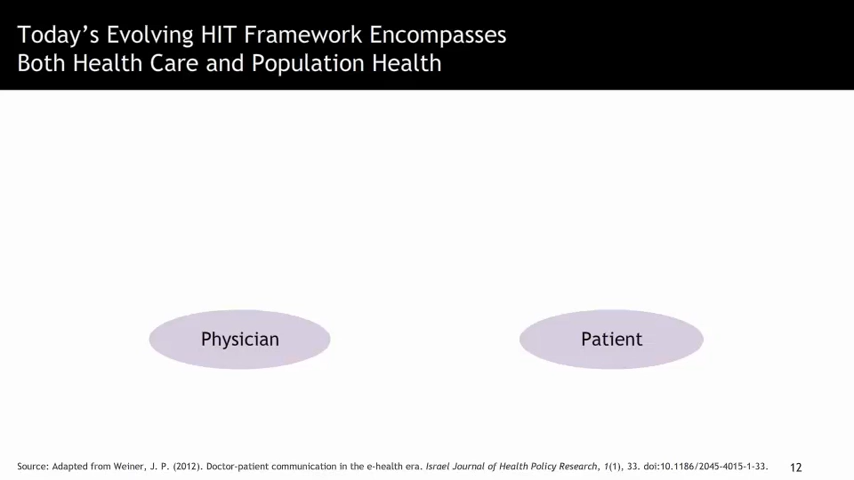 Today’s Evolving HIT Framework Encompasses
Both Health Care and Population Health
Physician
Patient
Source: Adapted from Weiner, J. P. (2012). Doctor-patient communication in the e-health era. Israel Journal of Health Policy Research, 1(1), 33. doi:10.1186/2045-4015-1-33.
12